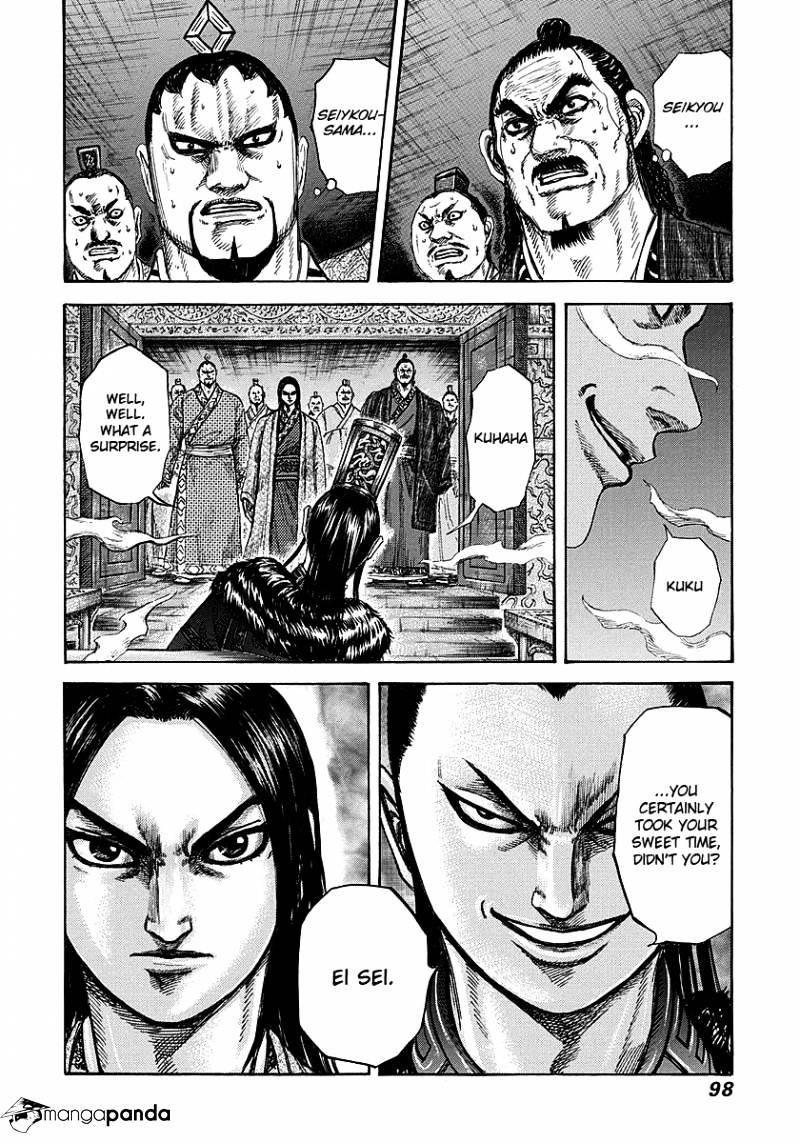 SEIKYOU
...
SEIYKOU-
SAMA...
KUKU
KUHAHA
WELL,
WELL.
WHAT A
SURPRISE.
...YOU
CERTAINLY
TOOK YOUR
SWEET TIME,
DIDN'T YOU?
EI SEI.
98
mangapanda